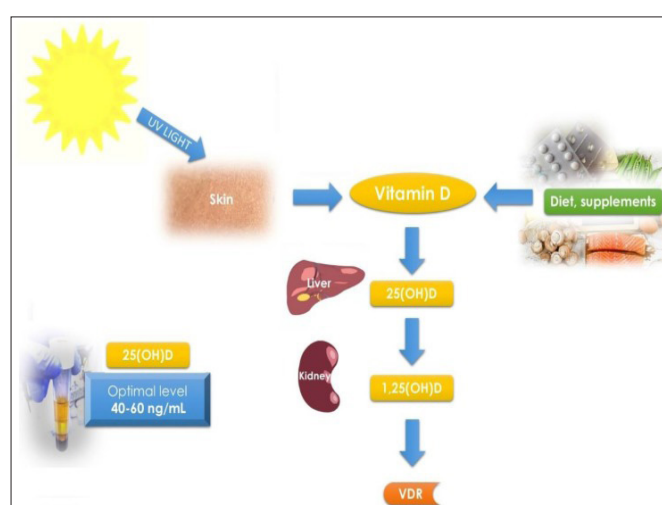 UV LIGHT
Skin
Vitamin D
Diet, supplements
Liver
25(OH)D
25(OH)D
Optimal level
40-60 ng/mL
Kidney
1,25(OH)D
VDR